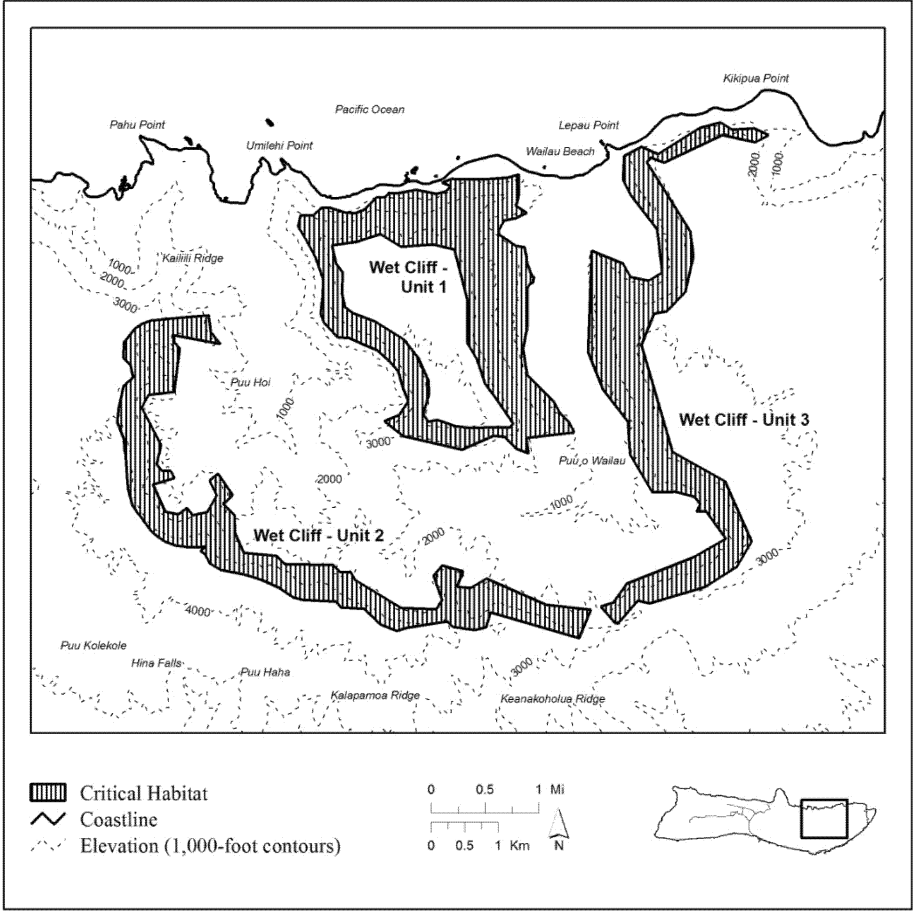 Kikipua Point
Pacific Ocean
Pahu Point
Lepau Point
Umilehi Point
Wailau Beach
2000
1000
Kailiili Ridge
1000
2000
3000
Wet Cliff -
Unit 1
Puu Hoi
1000
3000
Wet Cliff - Unit 3
Puu o Wailau
2000
1000
Wet Cliff - Unit 2
2000
3000
4000
Puu Kolekole
Hina Falls
Puu Haha
3000
Kalapamoa Ridge
Keanakoholua Ridge
Critical Habitat
Coastline
Elevation (1,000-foot contours)
0 0.5 1 Mi
0 0.5 1 Km
N